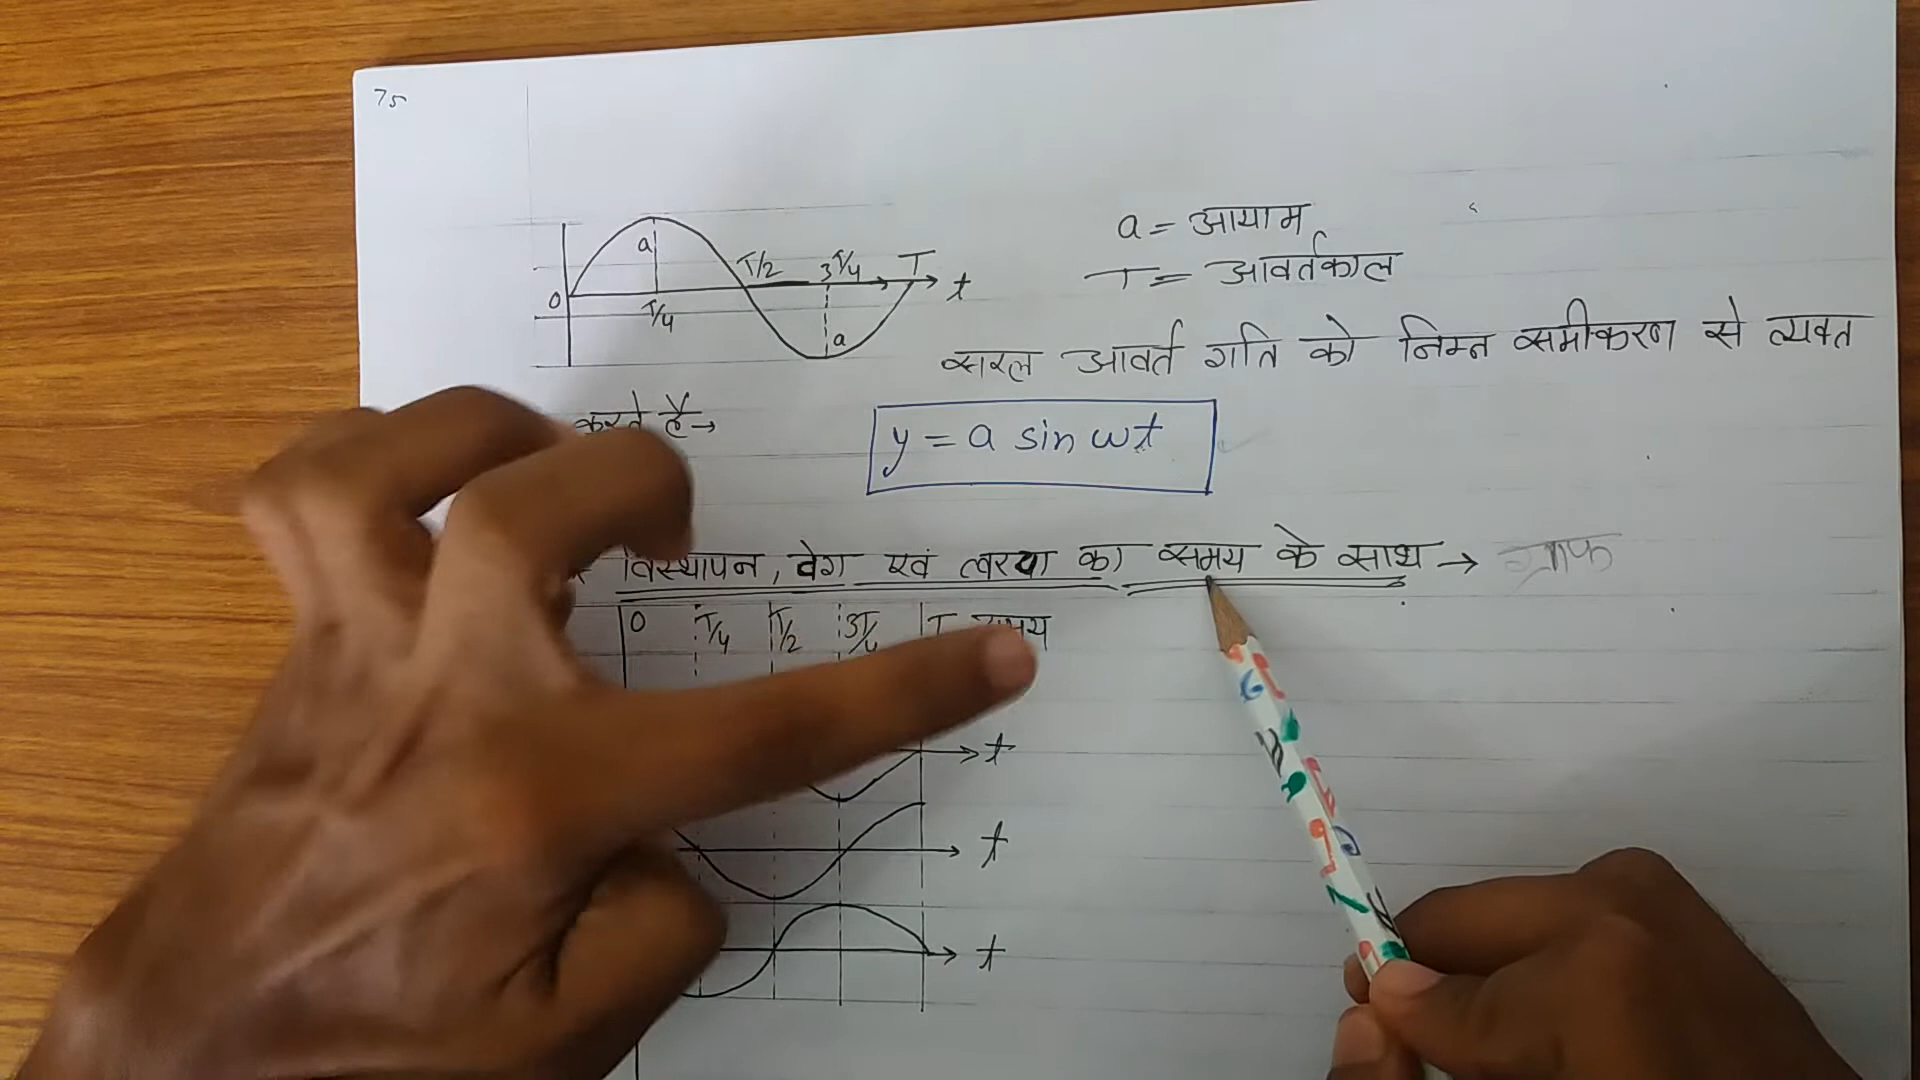 75
a = आयाम
T = आवर्तकाल
a
T/2 3T/4 T t
0 T/4 a
सरल आवर्त गति को निम्न समीकरण से व्यक्त
करते है→
y = a sin ωt
विस्थापन, वेग एवं त्वरण का समय के साथ → ग्राफ
0 T/4 T/2 3T/4 T समय
t
t
t